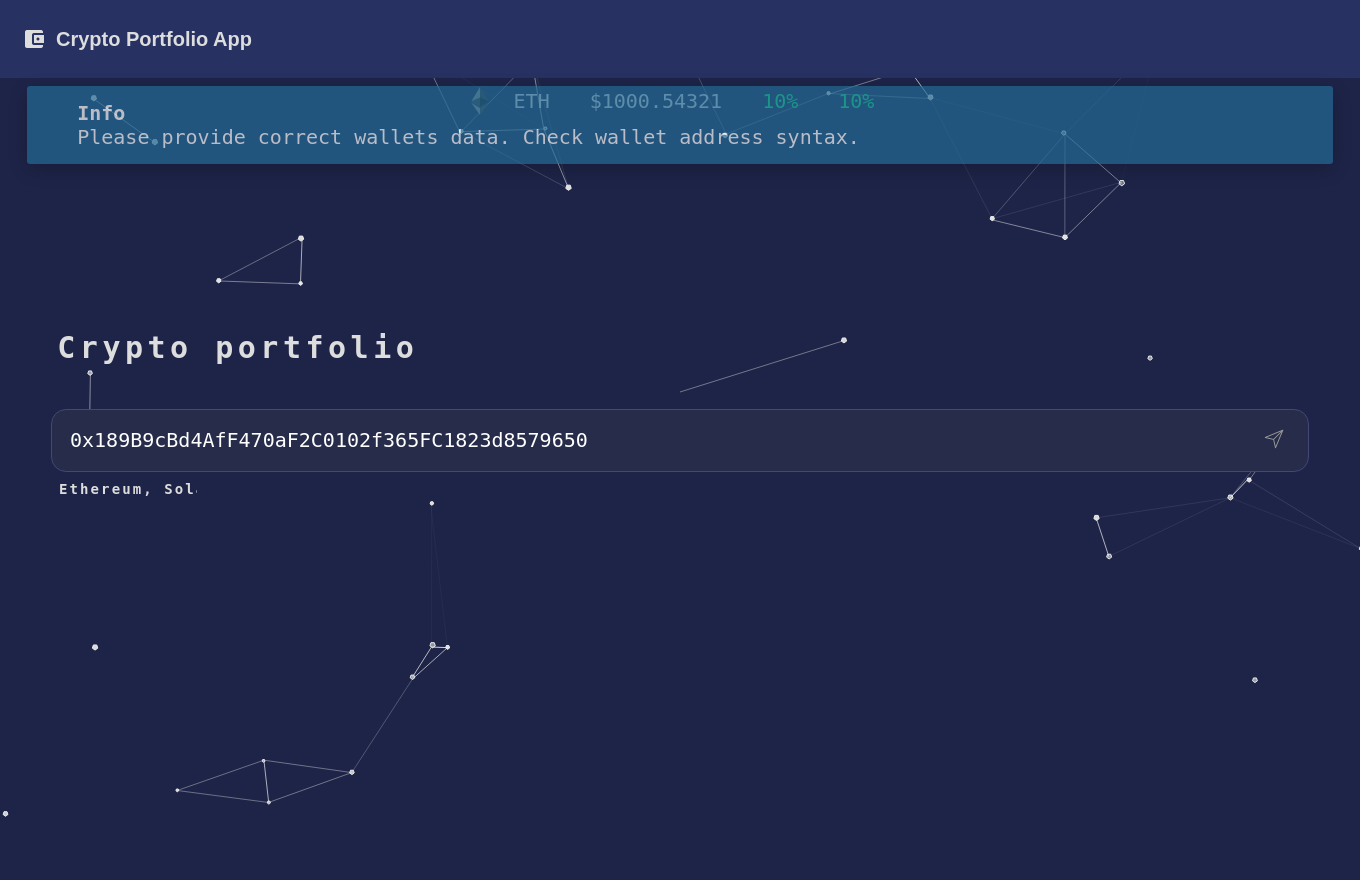 Crypto Portfolio App
ETH $1000.54321 10% 10%
Info
Please provide correct wallets data. Check wallet address syntax.
Crypto portfolio
0x189B9cBd4AfF470aF2C0102f365FC1823d8579650
Ethereum, Sol